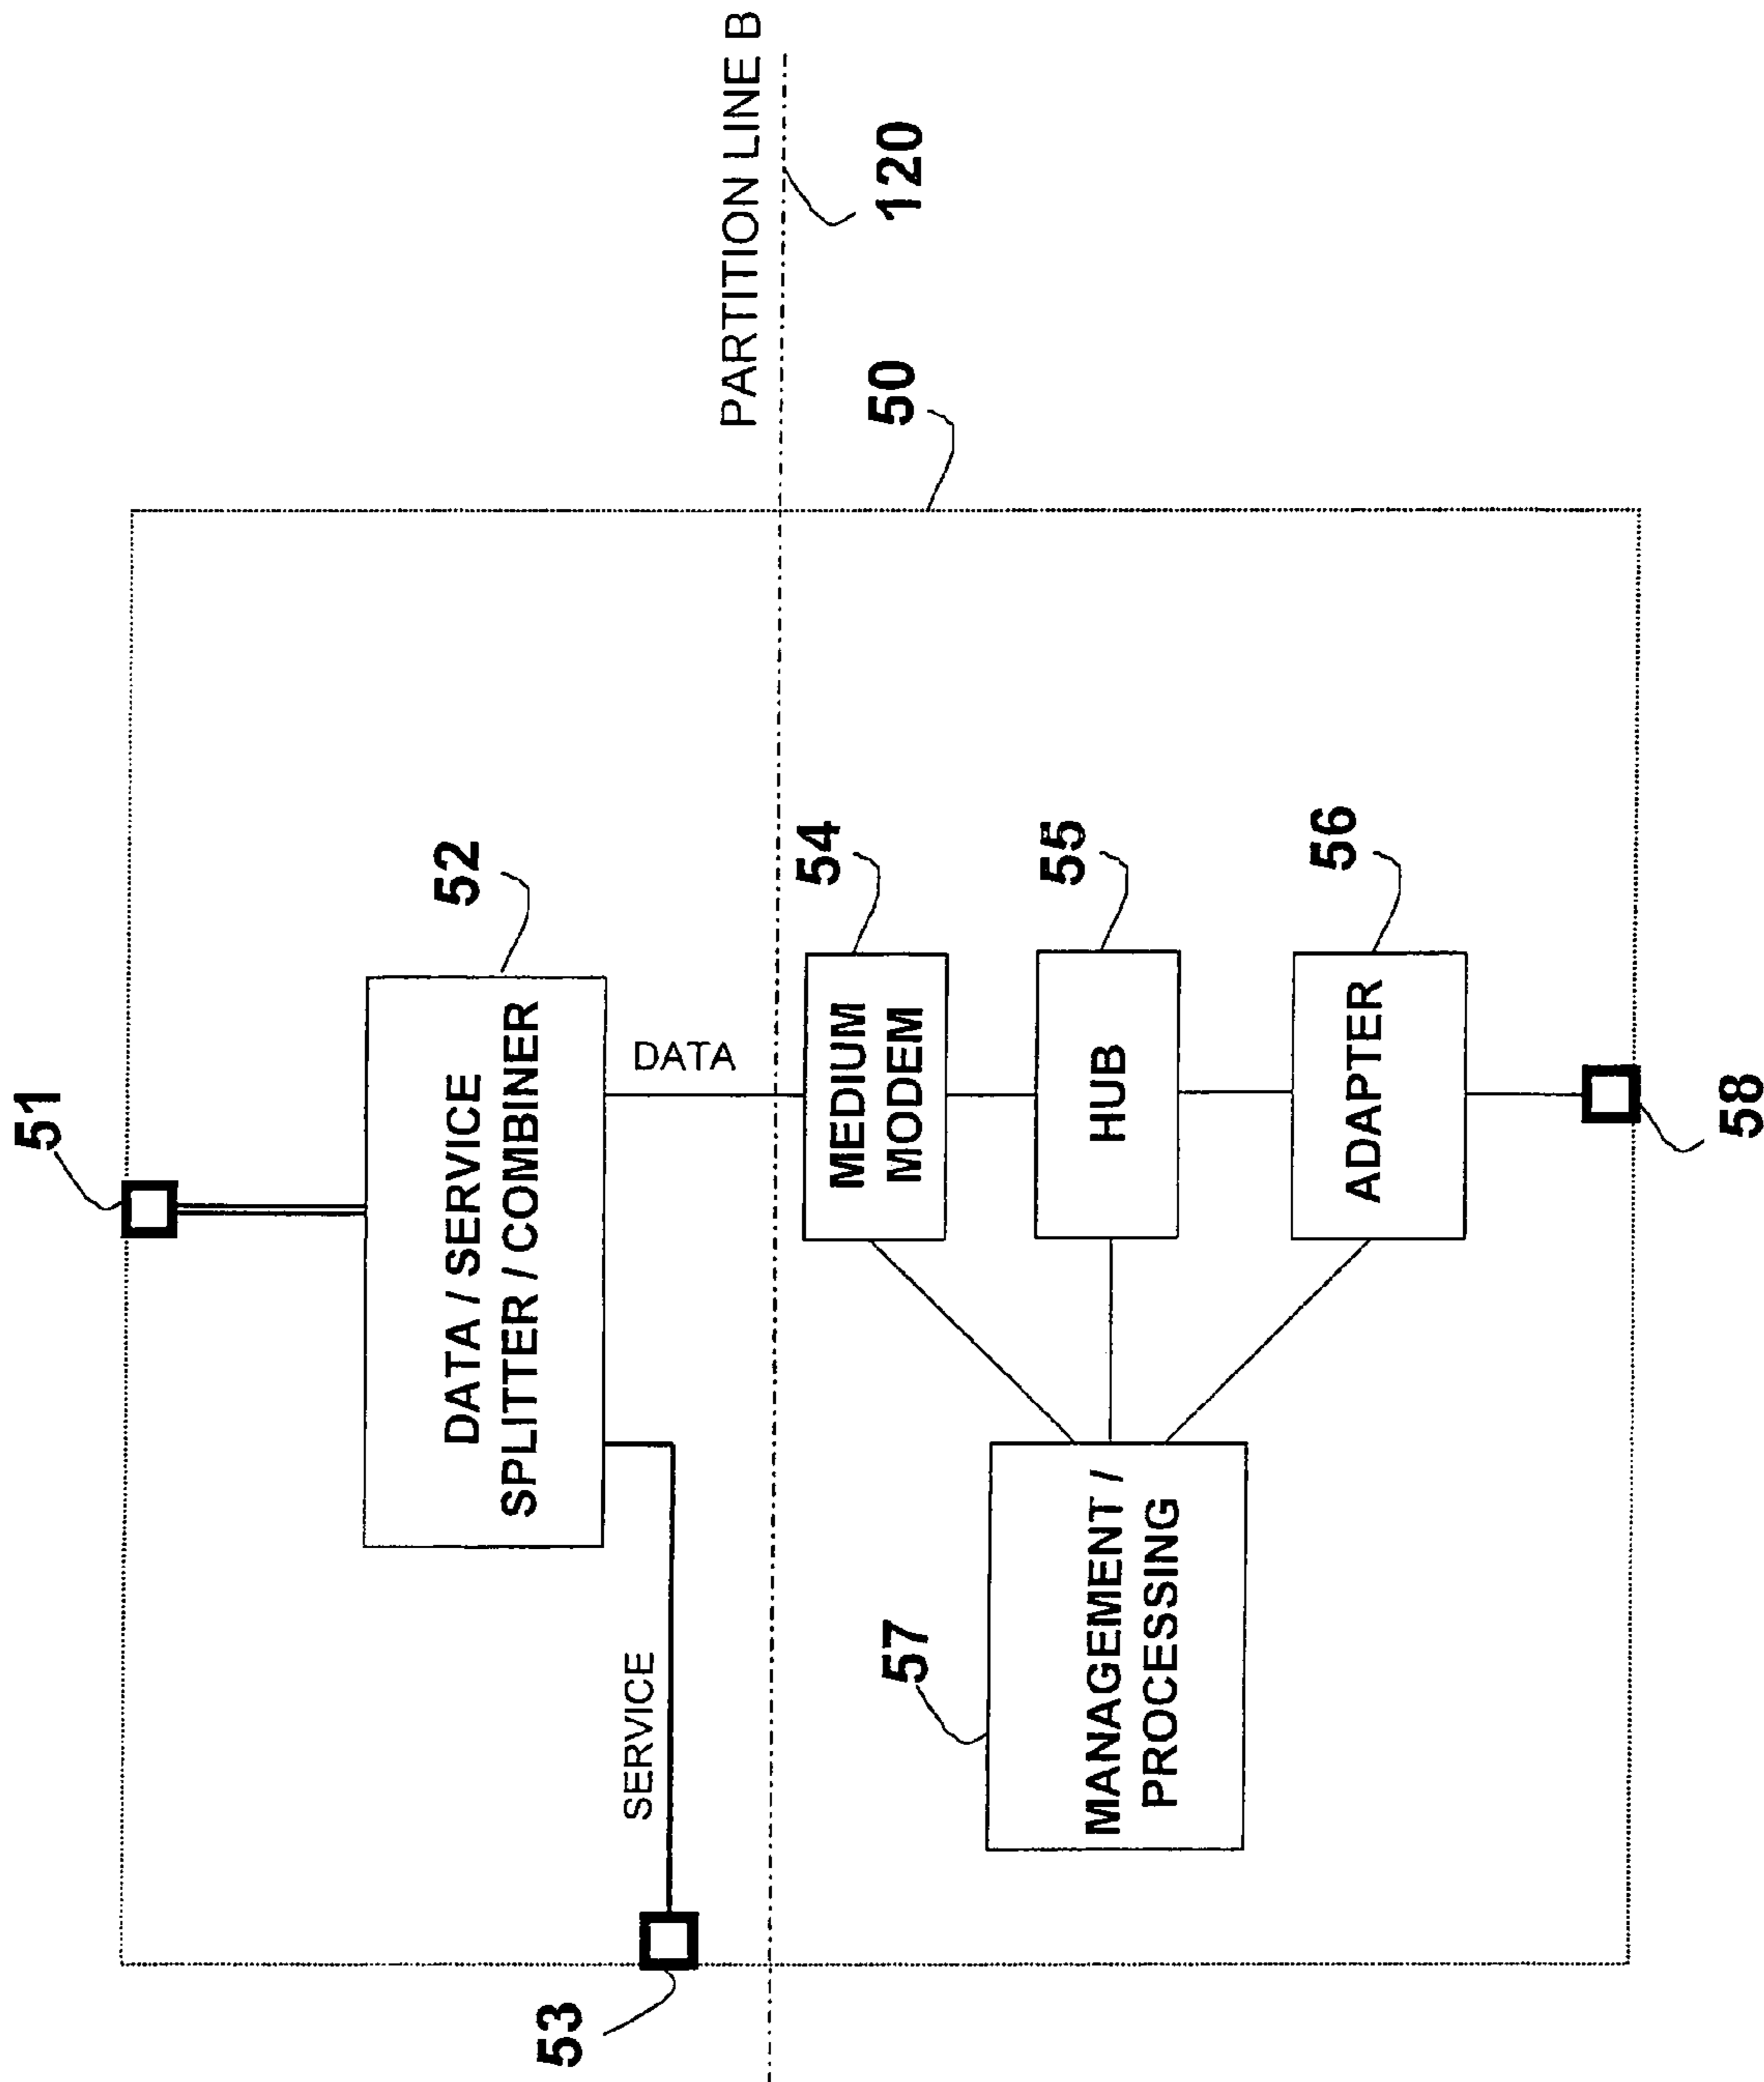 51
53
SERVICE
DATA / SERVICE
SPLITTER / COMBINER
52
DATA
PARTITION LINE B
120
50
57
MANAGEMENT /
PROCESSING
MEDIUM
MODEM
54
HUB
55
ADAPTER
56
58